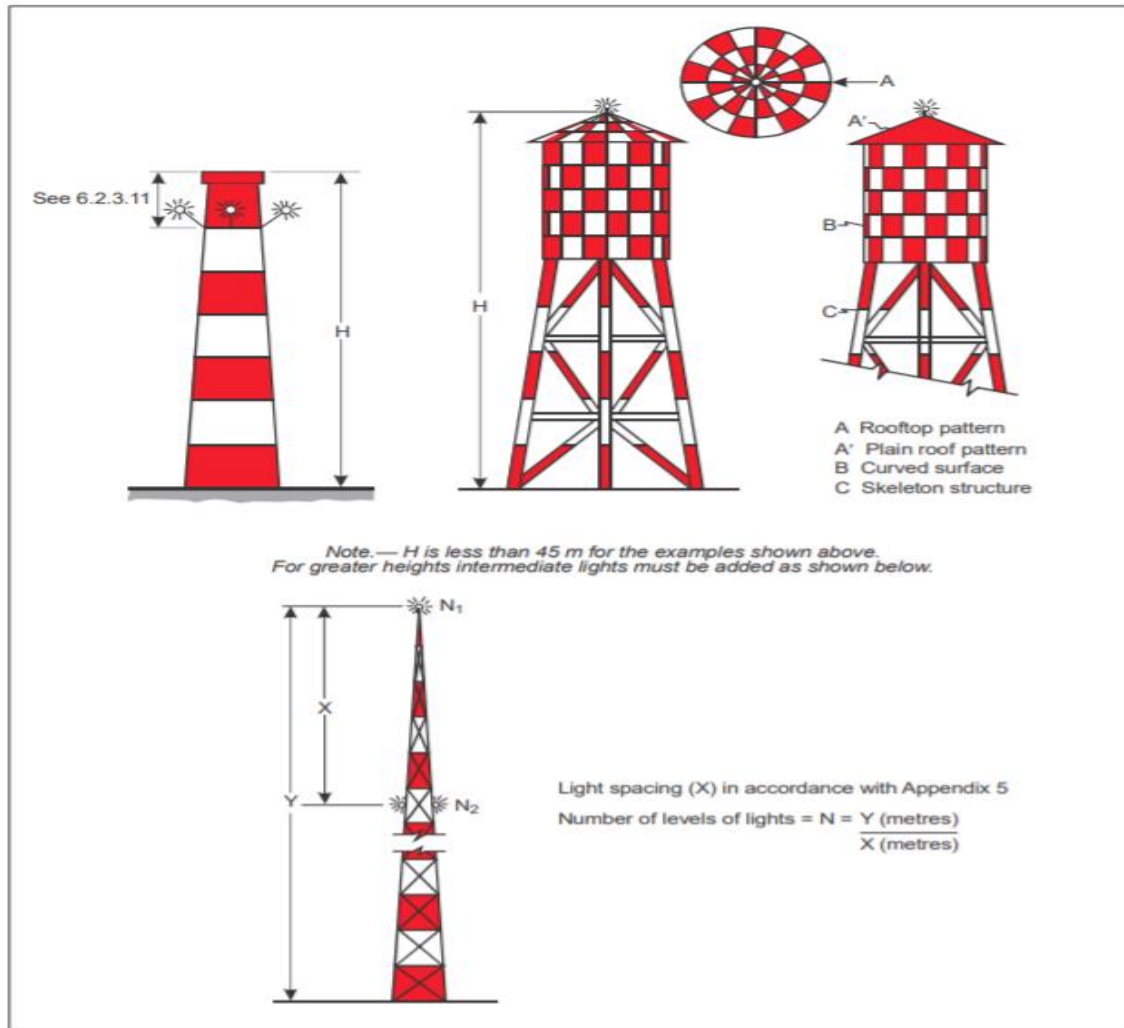 A
A′
See 6.2.3.11
H
H
B
C
A Rooftop pattern
A′ Plain roof pattern
B Curved surface
C Skeleton structure
Note.— H is less than 45 m for the examples shown above.
For greater heights intermediate lights must be added as shown below.
N₁
X
Y
N₂
Light spacing (X) in accordance with Appendix 5
Number of levels of lights = N = Y (metres)
X (metres)